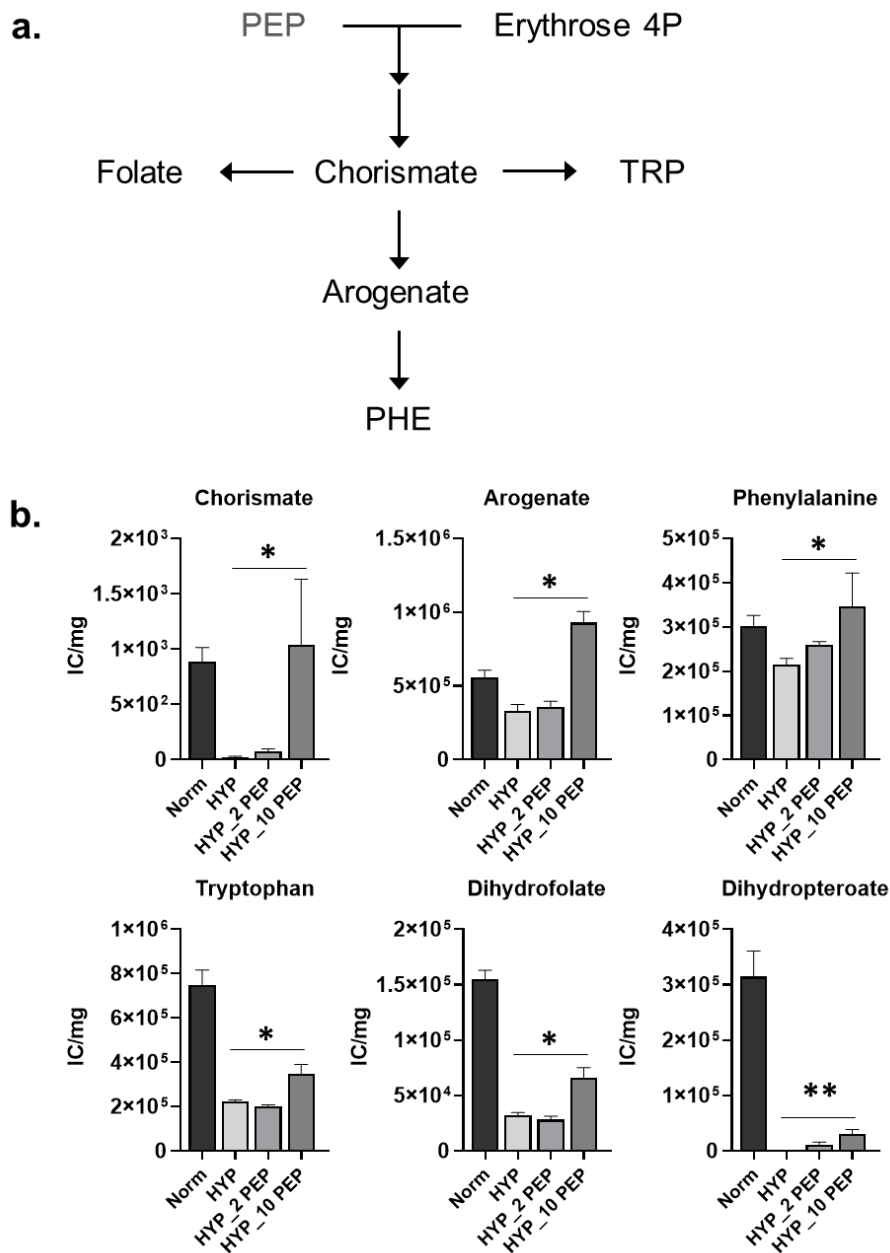 a.
PEP Erythrose 4P
Folate Chorismate TRP
Arogenate
PHE
b.
Chorismate
2×10³
1.5×10³
1×10³
5×10²
0
IC/mg
*
Norm
HYP
HYP_2 PEP
HYP_10 PEP
Arogenate
1.5×10⁶
1×10⁶
5×10⁵
0
IC/mg
*
Norm
HYP
HYP_2 PEP
HYP_10 PEP
Phenylalanine
5×10⁵
4×10⁵
3×10⁵
2×10⁵
1×10⁵
0
IC/mg
*
Norm
HYP
HYP_2 PEP
HYP_10 PEP
Tryptophan
1×10⁶
8×10⁵
6×10⁵
4×10⁵
2×10⁵
0
IC/mg
*
Norm
HYP
HYP_2 PEP
HYP_10 PEP
Dihydrofolate
2×10⁵
1.5×10⁵
1×10⁵
5×10⁴
0
IC/mg
*
Norm
HYP
HYP_2 PEP
HYP_10 PEP
Dihydropteroate
4×10⁵
3×10⁵
2×10⁵
1×10⁵
0
IC/mg
**
Norm
HYP
HYP_2 PEP
HYP_10 PEP